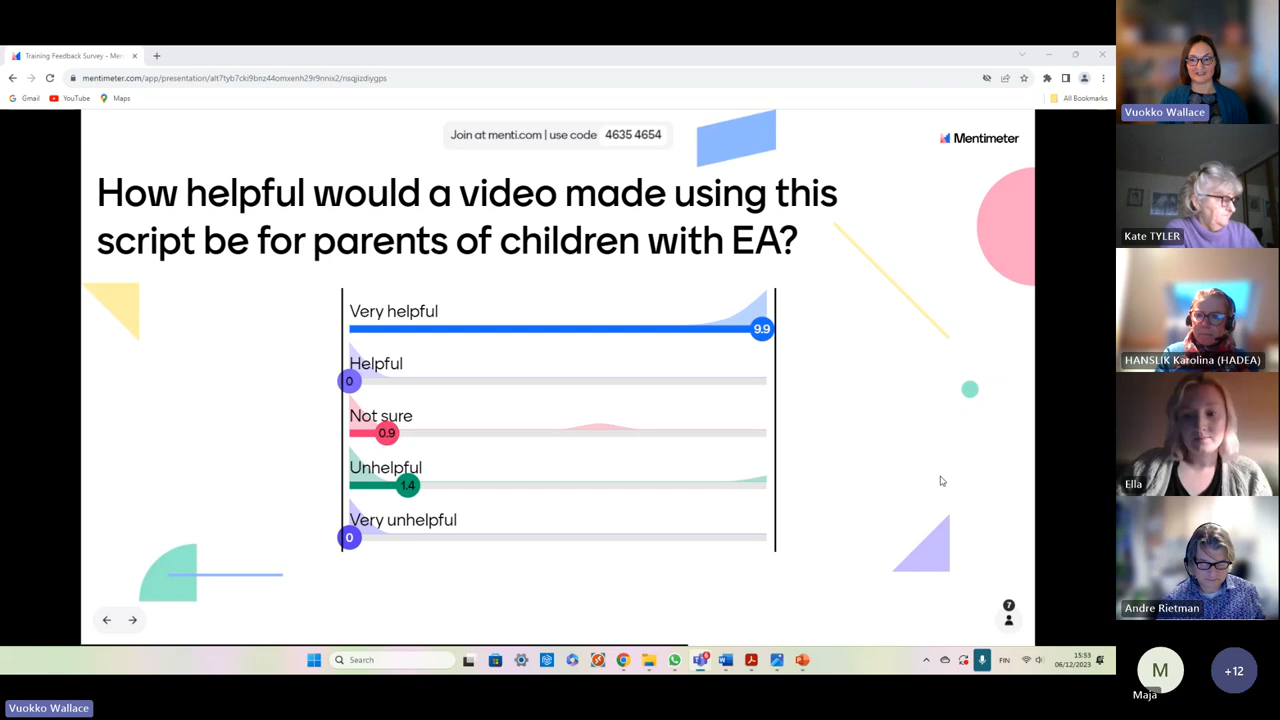 Training Feedback Survey - Men
mentimeter.com/app/presentation/alt7tyb7cki9bnz44omxenh29r9nnix2/nsqjizdiygps
Gmail
YouTube
Maps
All Bookmarks
Join at menti.com | use code 4635 4654
Mentimeter
How helpful would a video made using this
script be for parents of children with EA?
Very helpful
9.9
Helpful
0
Not sure
0.9
Unhelpful
1.4
Very unhelpful
0
7
Search
6
FIN
15:53
06/12/2023
Vuokko Wallace
Vuokko Wallace
Kate TYLER
HANSLIK Karolina (HADEA)
Ella
Andre Rietman
M
Maja
+12